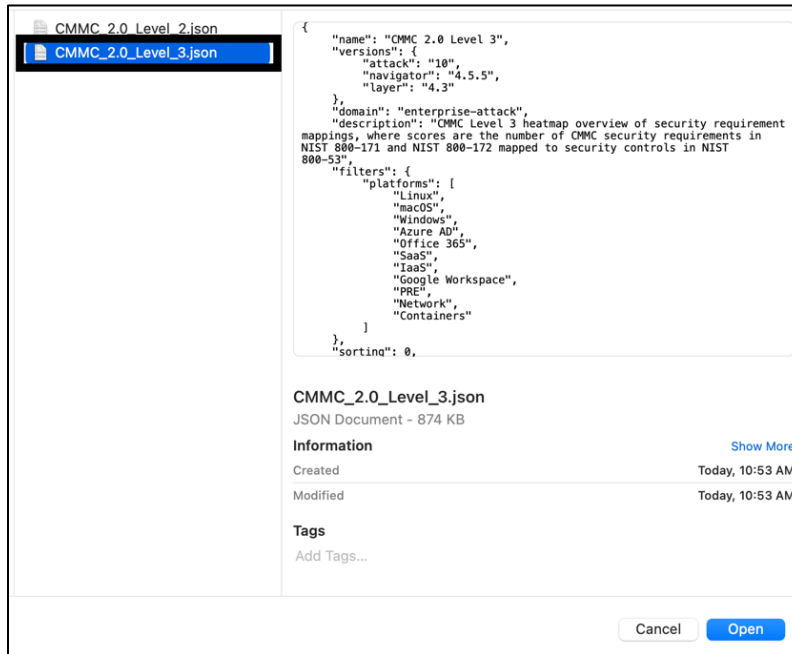 CMMC_2.0_Level_2.json
CMMC_2.0_Level_3.json
{
"name": "CMMC 2.0 Level 3",
"versions": {
"attack": "10",
"navigator": "4.5.5",
"layer": "4.3"
},
"domain": "enterprise-attack",
"description": "CMMC Level 3 heatmap overview of security requirement
mappings, where scores are the number of CMMC security requirements in
NIST 800-171 and NIST 800-172 mapped to security controls in NIST
800-53",
"filters": {
"platforms": [
"Linux",
"macOS",
"Windows",
"Azure AD",
"Office 365",
"SaaS",
"IaaS",
"Google Workspace",
"PRE",
"Network",
"Containers"
]
},
"sorting": 0,
CMMC_2.0_Level_3.json
JSON Document - 874 KB
Information Show More
Created Today, 10:53 AM
Modified Today, 10:53 AM
Tags
Add Tags...
Cancel Open